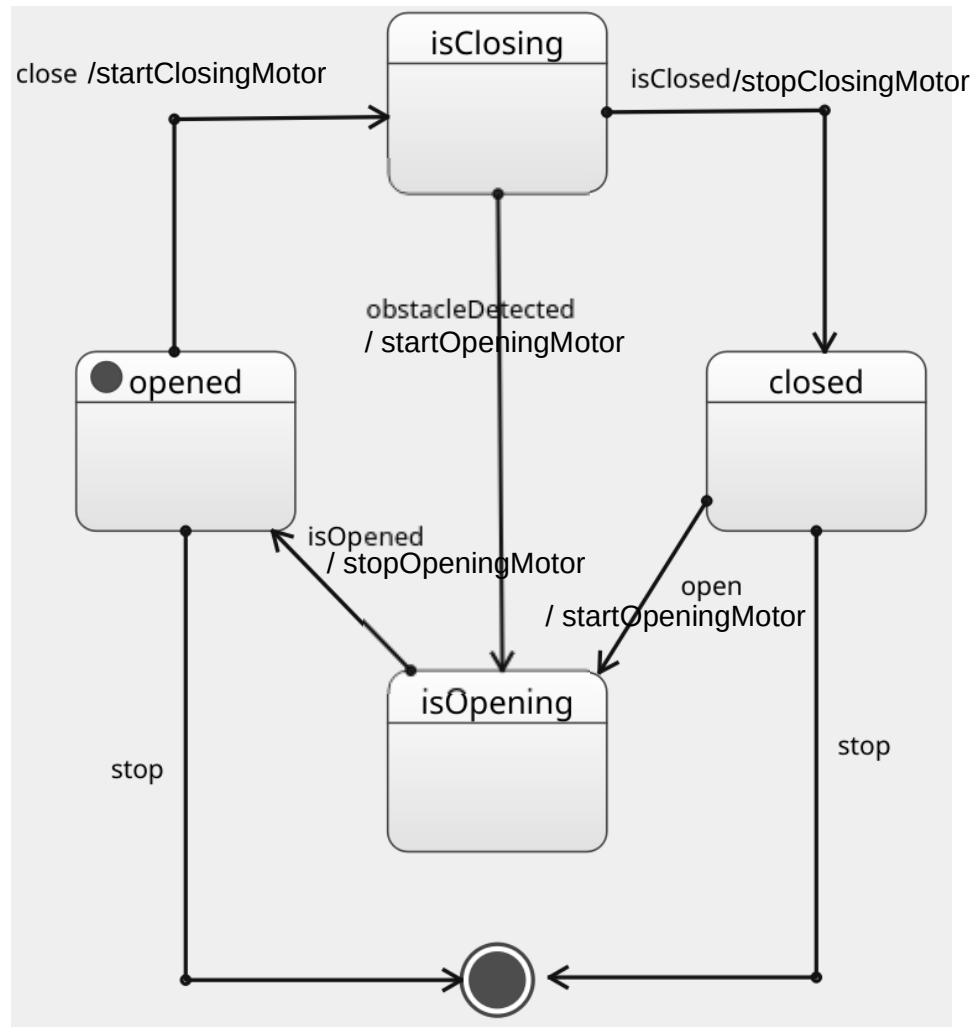 isClosing
close /startClosingMotor
isClosed/stopClosingMotor
obstacleDetected
/ startOpeningMotor
opened
closed
isOpened
/ stopOpeningMotor
open
/ startOpeningMotor
isOpening
stop
stop